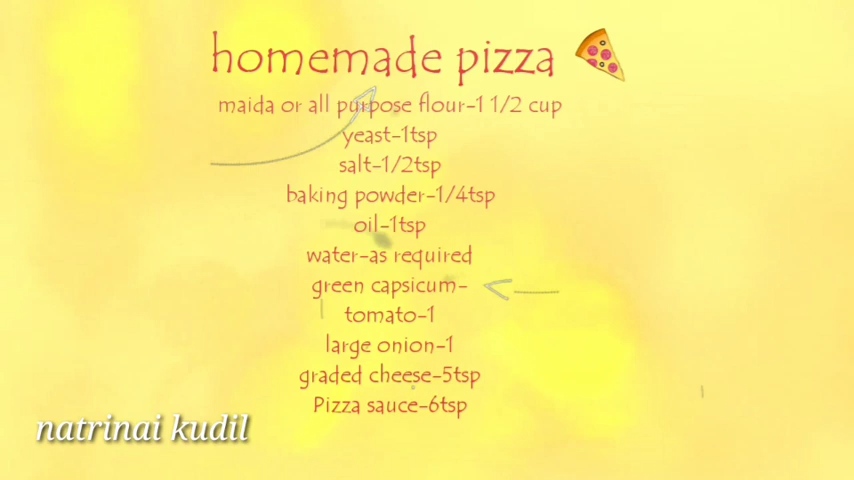 homemade pizza 🍕
maida or all purpose flour-1 1/2 cup
yeast-1tsp
salt-1/2tsp
baking powder-1/4tsp
oil-1tsp
water-as required
green capsicum-
tomato-1
large onion-1
graded cheese-5tsp
Pizza sauce-6tsp
natrinai kudil